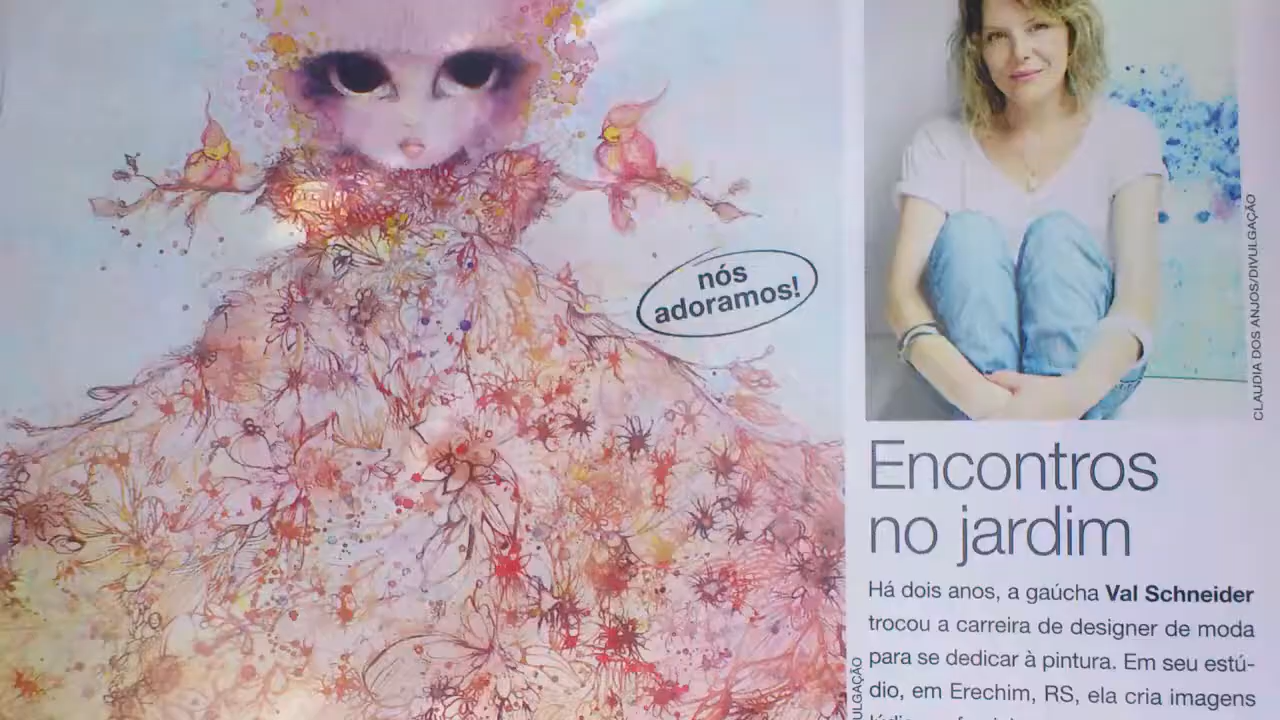 nós
adoramos!
CLAUDIA DOS ANJOS/DIVULGAÇÃO
Encontros
no jardim
Há dois anos, a gaúcha Val Schneider
trocou a carreira de designer de moda
para se dedicar à pintura. Em seu estú-
dio, em Erechim, RS, ela cria imagens
ULGAÇÃO